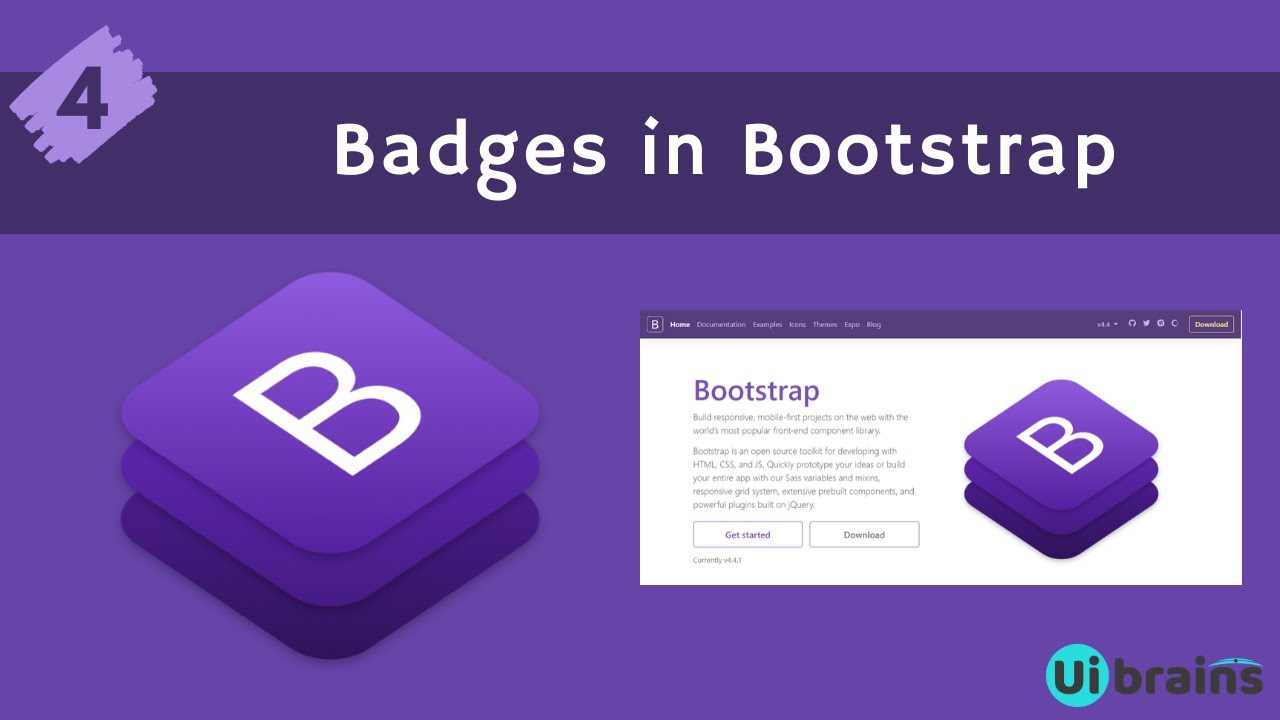 4
Badges in Bootstrap
B
B Home Documentation Examples Icons Themes Expo Blog v4.4 Download
Bootstrap
Build responsive, mobile-first projects on the web with the
world's most popular front-end component library.
Bootstrap is an open source toolkit for developing with
HTML, CSS, and JS. Quickly prototype your ideas or build
your entire app with our Sass variables and mixins,
responsive grid system, extensive prebuilt components, and
powerful plugins built on jQuery.
Get started Download
Currently v4.4.1
B
Ui brains